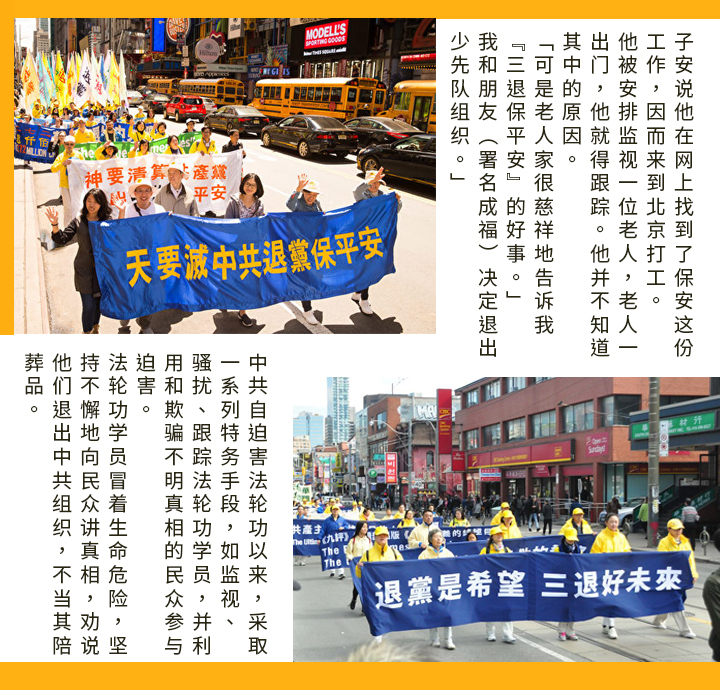 子安说他在网上找到了保安这份
工作，因而来到北京打工。
他被安排监视一位老人，老人一
出门，他就得跟踪。他并不知道
其中的原因。
「可是老人家很慈祥地告诉我
『三退保平安』的好事。」
我和朋友（署名成福）决定退出
少先队组织。」
MODELL'S
SPORTING GOODS
神要清算共產黨
平安
天要滅中共退黨保平安
中共自迫害法轮功以来，采取
一系列特务手段，如监视、
骚扰、跟踪法轮功学员，并利
用和欺骗不明真相的民众参与
迫害。
法轮功学员冒着生命危险，坚
持不懈地向民众讲真相，劝说
他们退出中共组织，不当其陪
葬品。
CIBC
退黨是希望 三退好未來